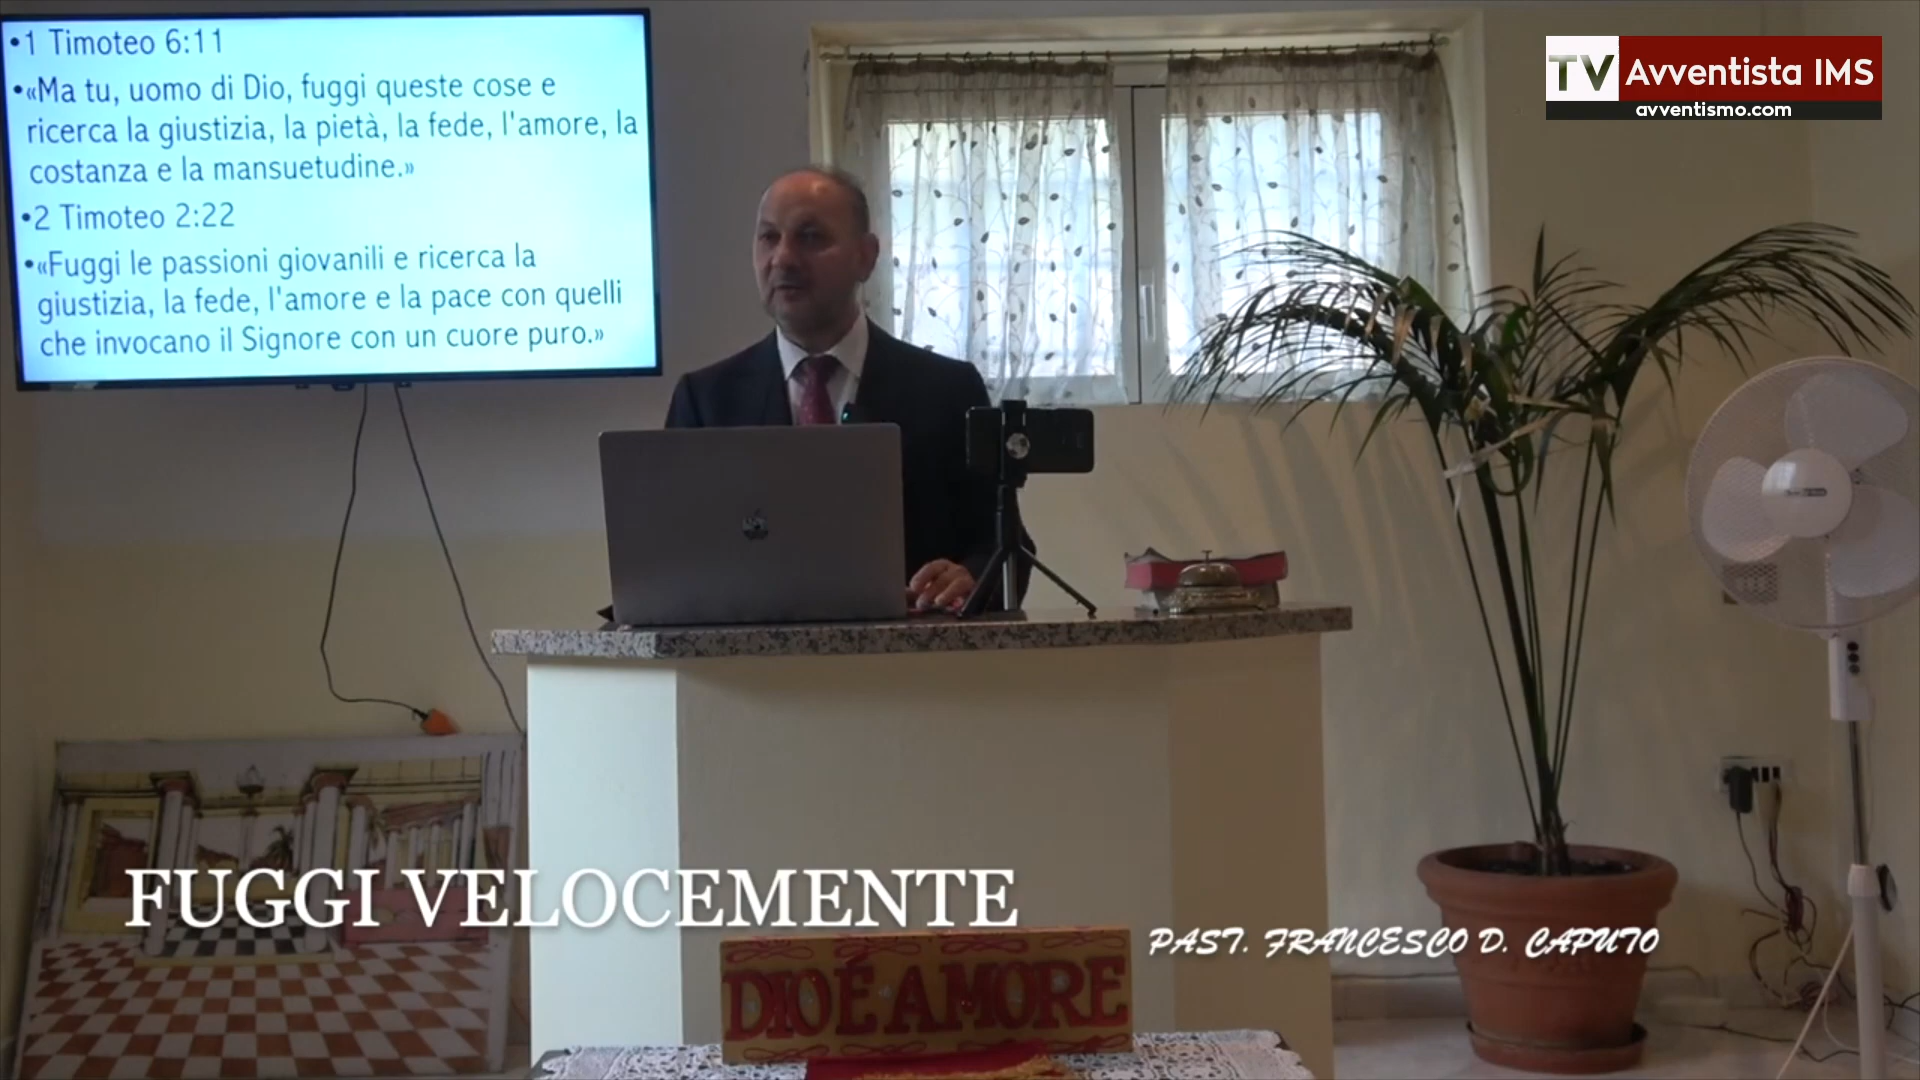 •1 Timoteo 6:11
•«Ma tu, uomo di Dio, fuggi queste cose e
ricerca la giustizia, la pietà, la fede, l'amore, la
costanza e la mansuetudine.»
•2 Timoteo 2:22
•«Fuggi le passioni giovanili e ricerca la
giustizia, la fede, l'amore e la pace con quelli
che invocano il Signore con un cuore puro.»
TV Avventista IMS
avventismo.com
FUGGI VELOCEMENTE
PAST. FRANCESCO D. CAPUTO
DIO É AMORE